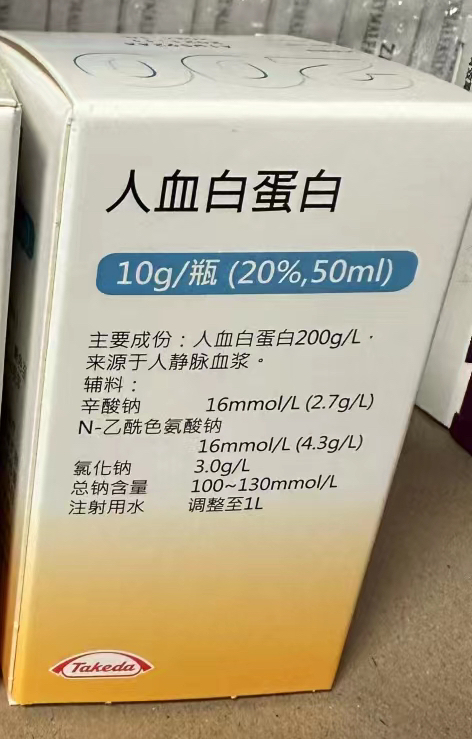 人血白蛋白
10g/瓶 (20%,50ml)
主要成份：人血白蛋白200g/L．
来源于人静脉血浆。
辅料：
辛酸钠 16mmol/L (2.7g/L)
N-乙酰色氨酸钠
16mmol/L (4.3g/L)
氯化钠 3.0g/L
总钠含量 100~130mmol/L
注射用水 调整至1L
Takeda